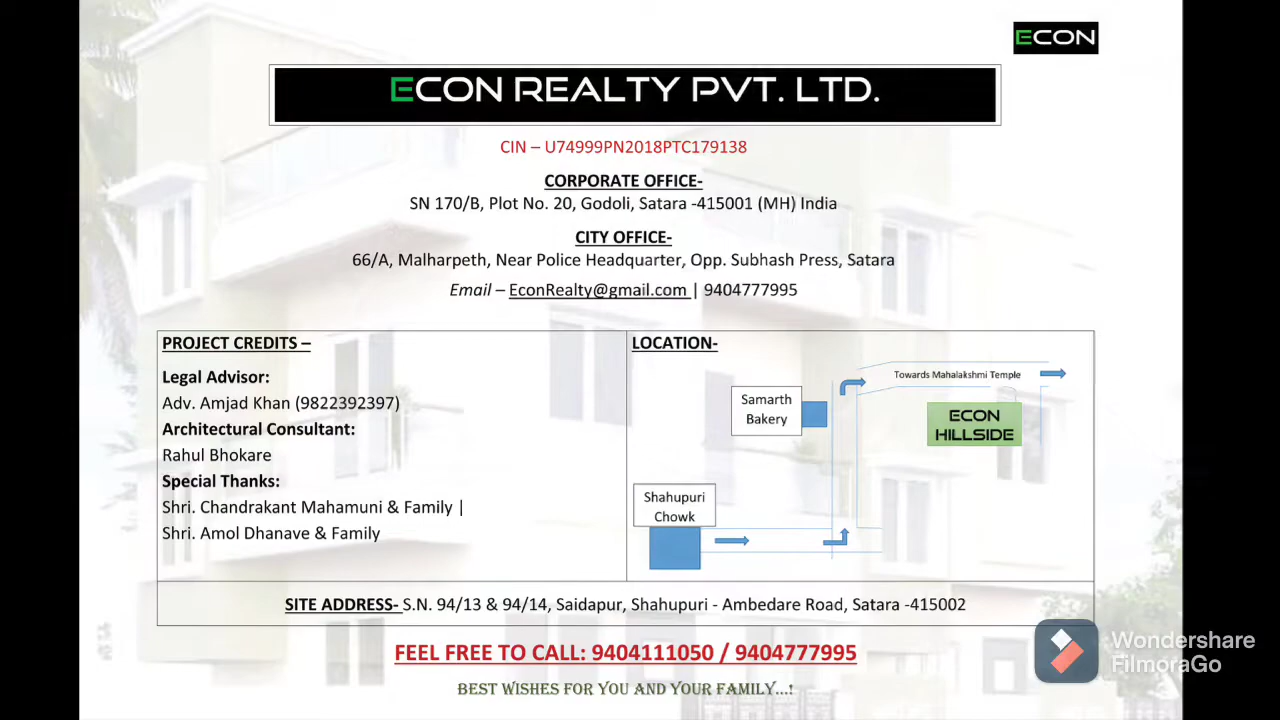 ECON
ECON REALTY PVT. LTD.
CIN – U74999PN2018PTC179138
CORPORATE OFFICE-
SN 170/B, Plot No. 20, Godoli, Satara -415001 (MH) India
CITY OFFICE-
66/A, Malharpeth, Near Police Headquarter, Opp. Subhash Press, Satara
Email – EconRealty@gmail.com | 9404777995
PROJECT CREDITS –
Legal Advisor:
Adv. Amjad Khan (9822392397)
Architectural Consultant:
Rahul Bhokare
Special Thanks:
Shri. Chandrakant Mahamuni & Family |
Shri. Amol Dhanave & Family
LOCATION-
Towards Mahalakshmi Temple
Samarth
Bakery
ECON
HILLSIDE
Shahupuri
Chowk
SITE ADDRESS- S.N. 94/13 & 94/14, Saidapur, Shahupuri - Ambedare Road, Satara -415002
FEEL FREE TO CALL: 9404111050 / 9404777995
BEST WISHES FOR YOU AND YOUR FAMILY...!
Wondershare
FilmoraGo